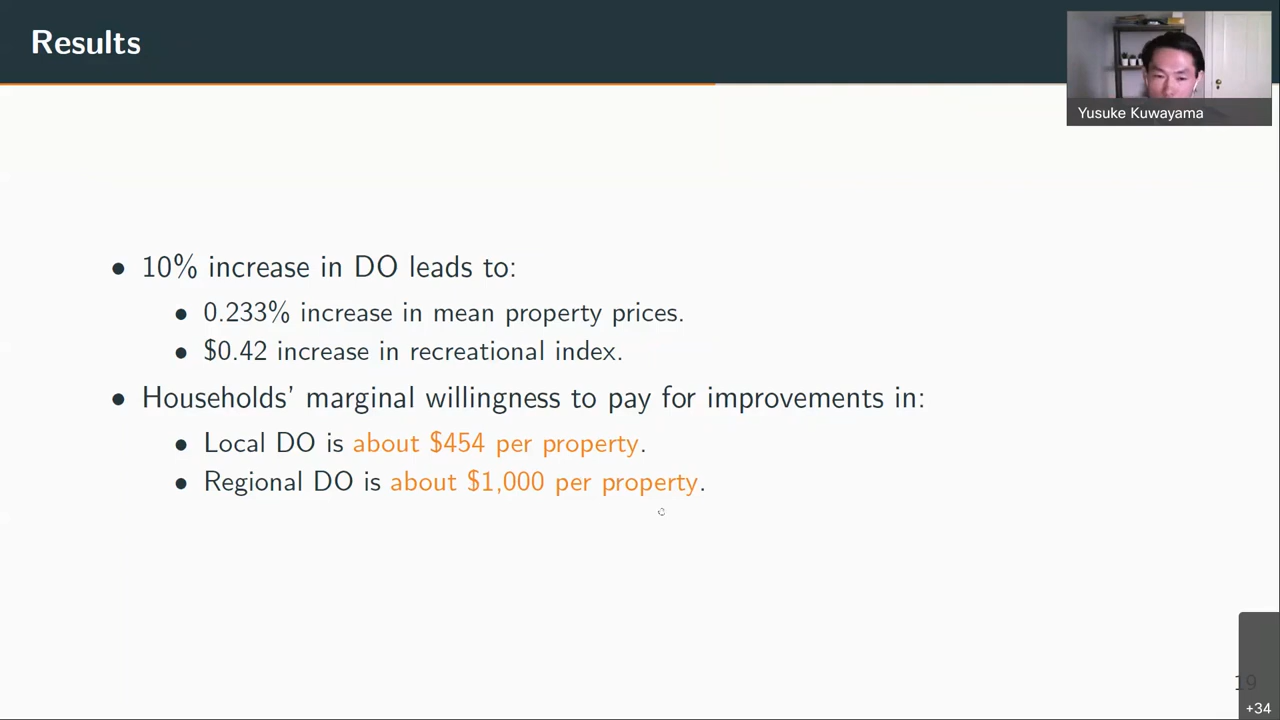 Results
Yusuke Kuwayama
• 10% increase in DO leads to:
• 0.233% increase in mean property prices.
• $0.42 increase in recreational index.
• Households' marginal willingness to pay for improvements in:
• Local DO is about $454 per property.
• Regional DO is about $1,000 per property.
19
+34